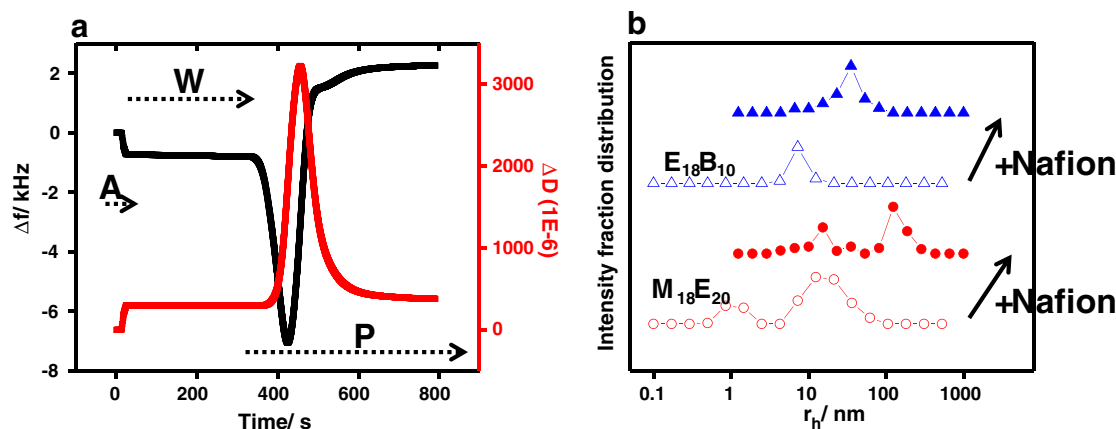 a
Δf/ kHz
2
0
-2
-4
-6
-8
W
A
P
0 200 400 600 800
Time/ s
3000
2000
1000
0
ΔD (1E-6)
b
Intensity fraction distribution
E18B10
+Nafion
M18E20
+Nafion
0.1 1 10 100 1000
rh/ nm